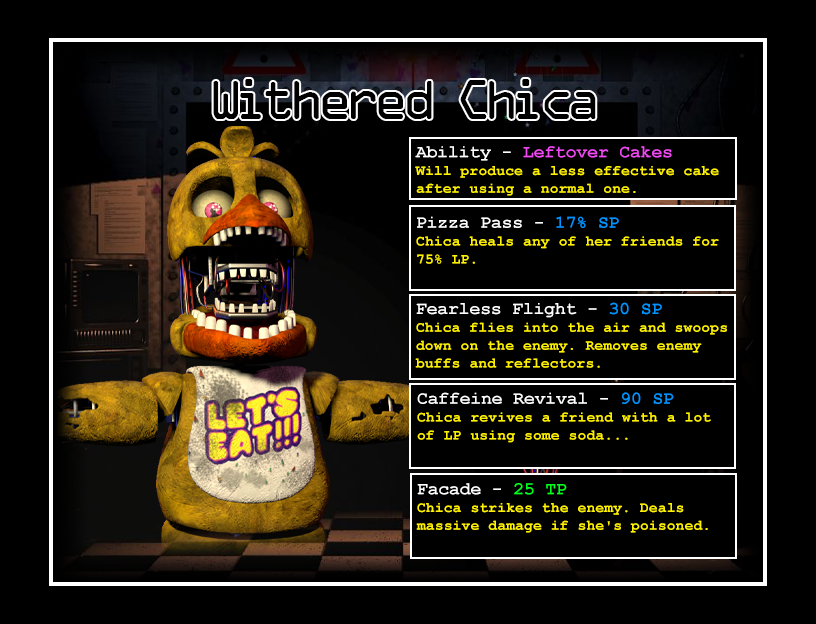 Withered Chica
Ability - Leftover Cakes
Will produce a less effective cake
after using a normal one.
Pizza Pass - 17% SP
Chica heals any of her friends for
75% LP.
Fearless Flight - 30 SP
Chica flies into the air and swoops
down on the enemy. Removes enemy
buffs and reflectors.
Caffeine Revival - 90 SP
Chica revives a friend with a lot
of LP using some soda...
Facade - 25 TP
Chica strikes the enemy. Deals
massive damage if she's poisoned.
LET'S
EAT!!!